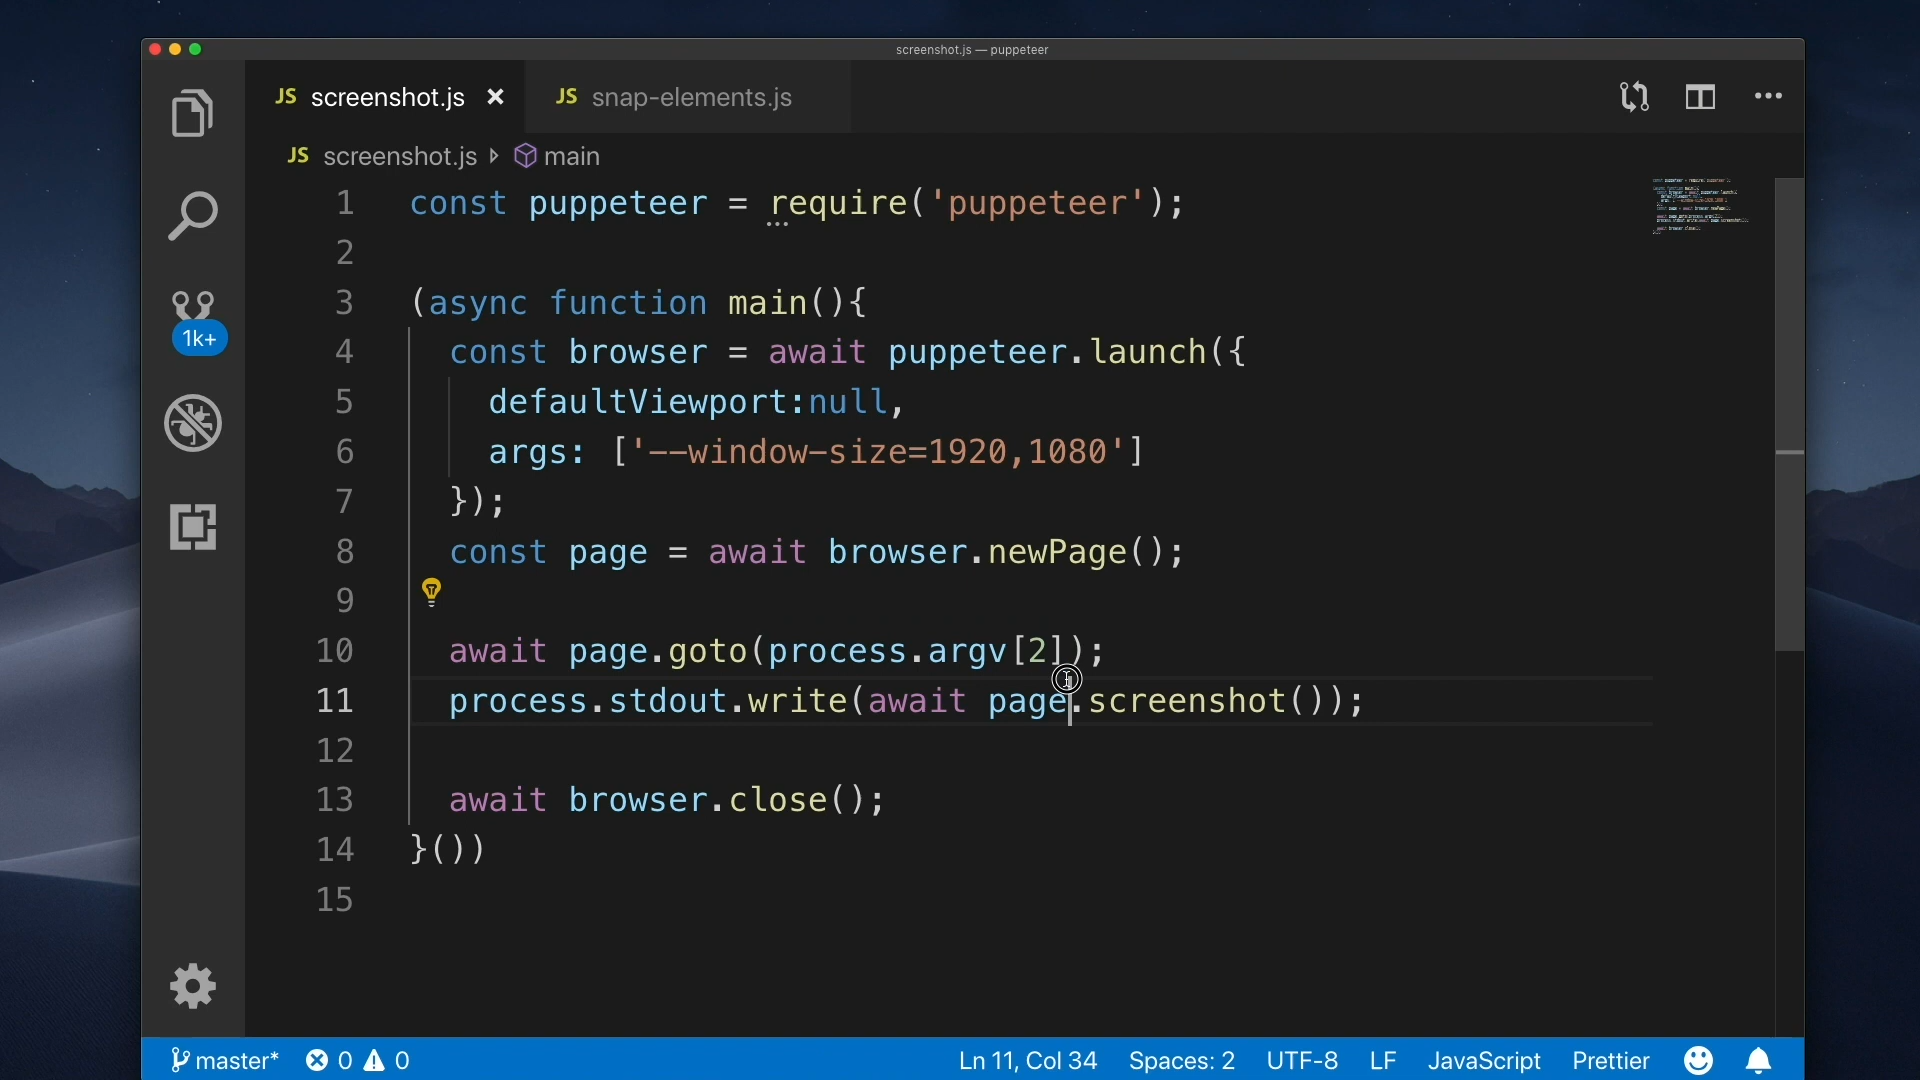 screenshot.js — puppeteer
JS screenshot.js JS snap-elements.js
JS screenshot.js main
1 const puppeteer = require('puppeteer');
2
3 (async function main(){
4 const browser = await puppeteer.launch({
5 defaultViewport:null,
6 args: ['--window-size=1920,1080']
7 });
8 const page = await browser.newPage();
9
10 await page.goto(process.argv[2]);
11 process.stdout.write(await page.screenshot());
12
13 await browser.close();
14 }())
15
1k+
master* 0 0 Ln 11, Col 34 Spaces: 2 UTF-8 LF JavaScript Prettier